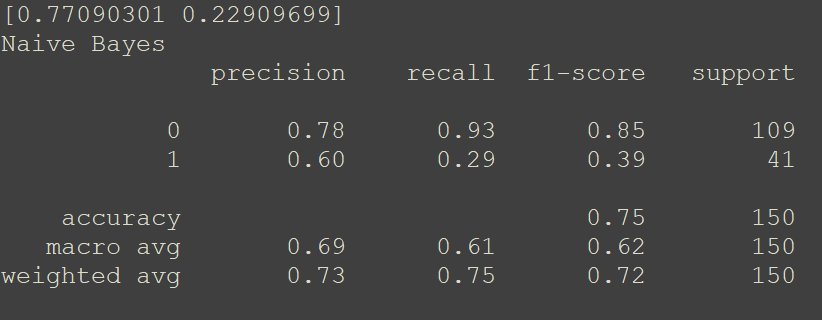 [0.77090301 0.22909699]
Naive Bayes
precision recall f1-score support
0 0.78 0.93 0.85 109
1 0.60 0.29 0.39 41
accuracy 0.75 150
macro avg 0.69 0.61 0.62 150
weighted avg 0.73 0.75 0.72 150